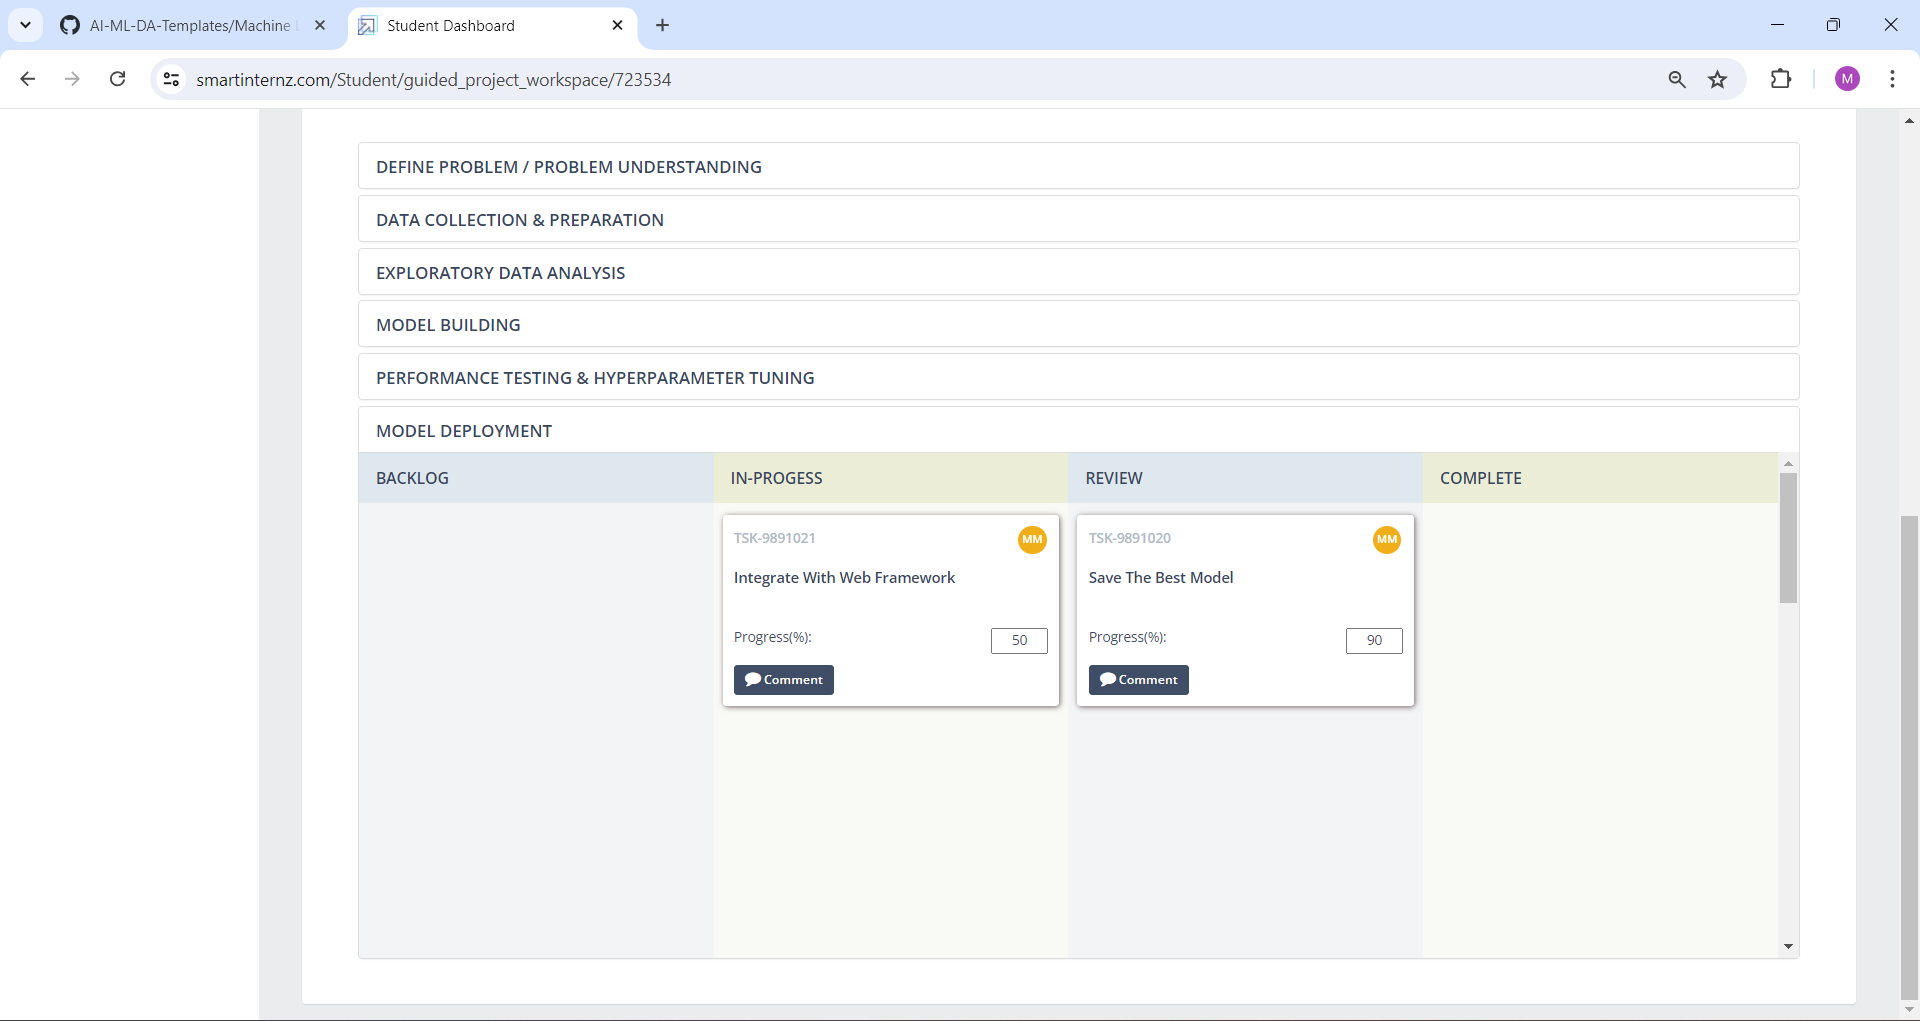 AI-ML-DA-Templates/Machine
Student Dashboard
smartinternz.com/Student/guided_project_workspace/723534
M
DEFINE PROBLEM / PROBLEM UNDERSTANDING
DATA COLLECTION & PREPARATION
EXPLORATORY DATA ANALYSIS
MODEL BUILDING
PERFORMANCE TESTING & HYPERPARAMETER TUNING
MODEL DEPLOYMENT
BACKLOG
IN-PROGESS
REVIEW
COMPLETE
TSK-9891021
MM
Integrate With Web Framework
Progress(%):
50
Comment
TSK-9891020
MM
Save The Best Model
Progress(%):
90
Comment